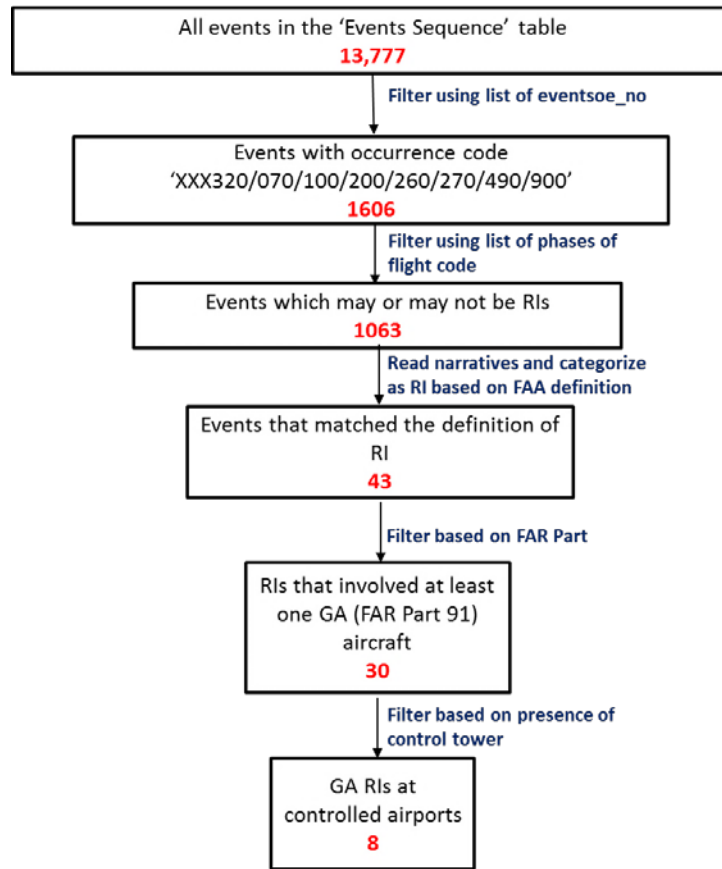 All events in the ‘Events Sequence’ table
13,777
Filter using list of eventsoe_no
Events with occurrence code
‘XXX320/070/100/200/260/270/490/900’
1606
Filter using list of phases of
flight code
Events which may or may not be RIs
1063
Read narratives and categorize
as RI based on FAA definition
Events that matched the definition of
RI
43
Filter based on FAR Part
RIs that involved at least
one GA (FAR Part 91)
aircraft
30
Filter based on presence of
control tower
GA RIs at
controlled airports
8